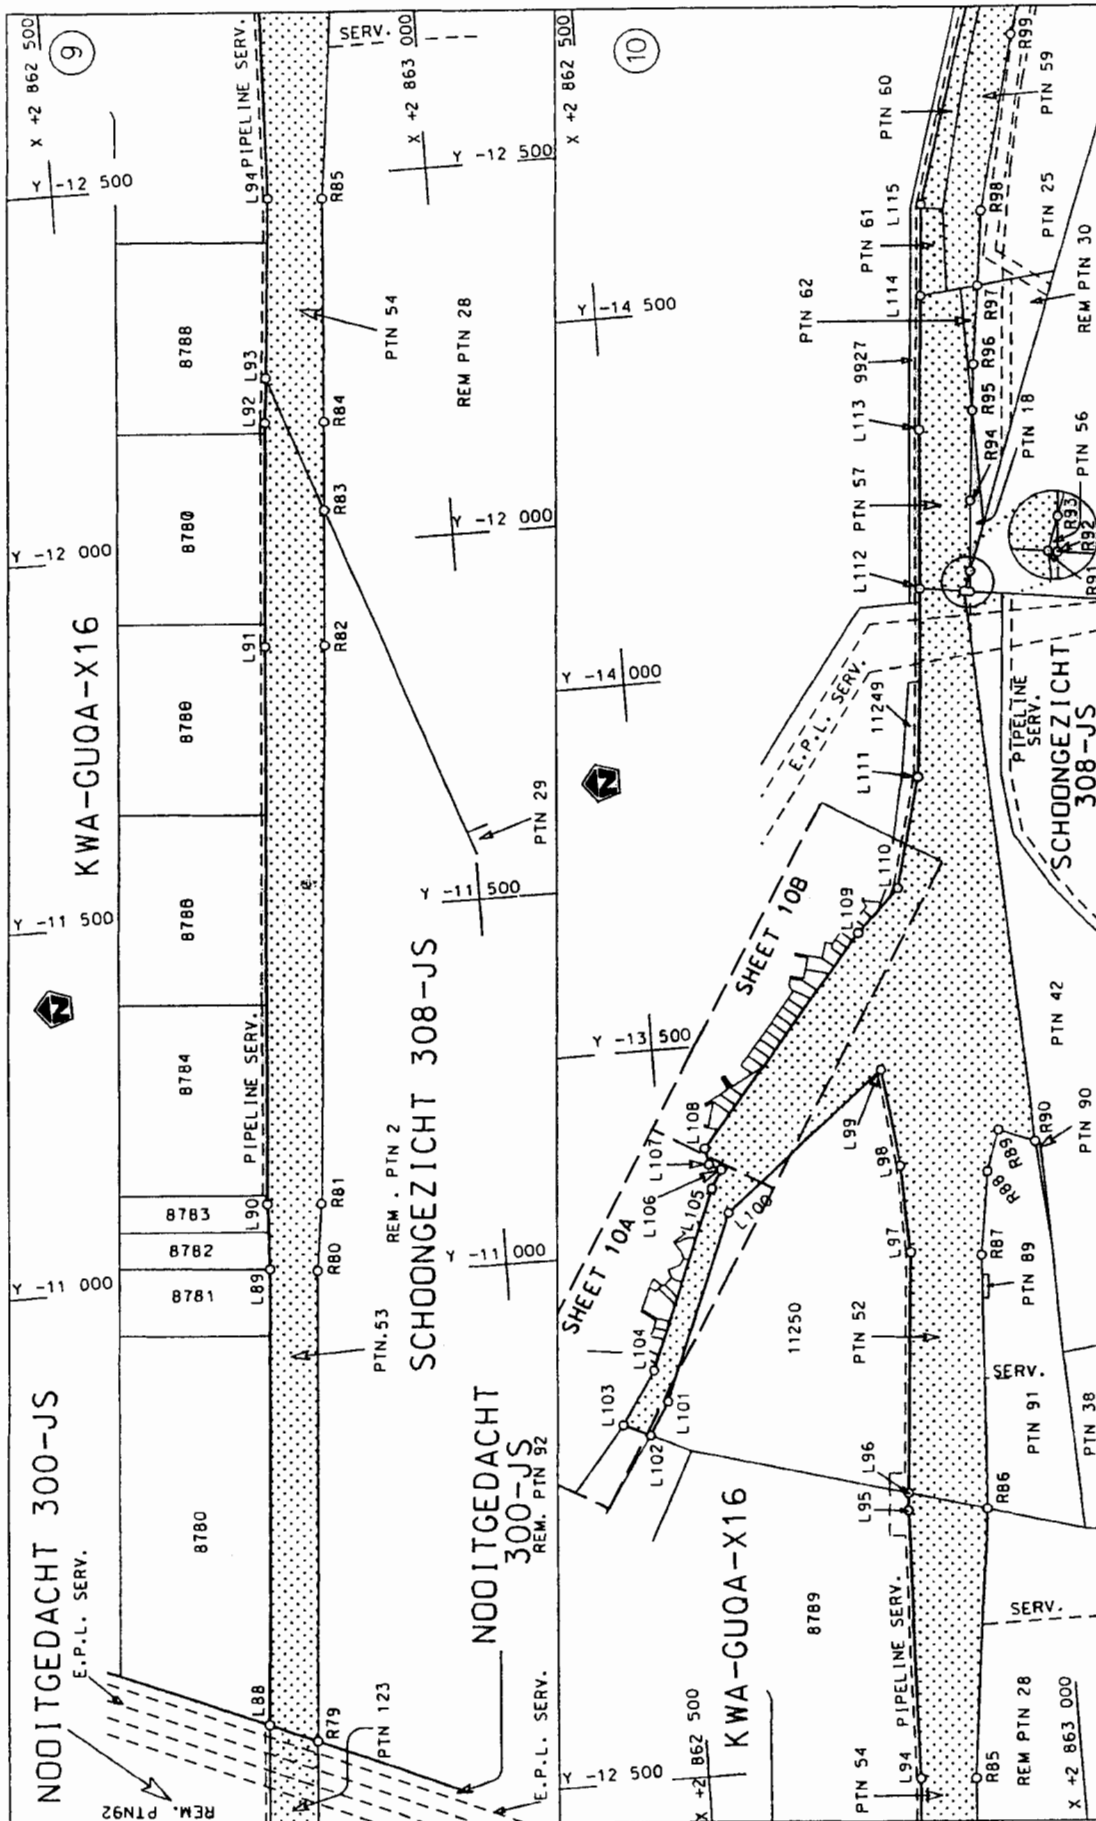 9
X +2 862 500
Y -12 500
PIPELINE SERV.
SERV.
X +2 863 000
Y -12 500
L94
R85
8788
L93
L92
PTN 54
REM PTN 28
R84
R83
8780
Y -12 000
Y -12 000
KWA-GUQA-X16
L91
R82
8780
PTN 29
8786
Y -11 500
Y -11 500
N
PIPELINE SERV.
8784
REM. PTN 2
SCHOONGEZICHT 308-JS
L90
8783
R81
8782
L89
R80
8781
Y -11 000
Y -11 000
PTN.53
NOOITGEDACHT 300-JS
E.P.L. SERV.
8780
NOOITGEDACHT
300-JS
REM. PTN 92
L88
R79
PTN 123
REM. PTN92
E.P.L. SERV.
10
X +2 862 500
R99
PTN 60
PTN 59
L115
R98
PTN 25
PTN 61
L114
REM PTN 30
PTN 62
Y -14 500
R97
R96
9927
L113
R95
R94
PTN 18
PTN 56
PTN 57
R93
R92
R91
L112
E.P.L. SERV.
Y -14 000
11249
PIPELINE
SERV.
SCHOONGEZICHT
308-JS
N
L111
L110
L109
SHEET 10B
Y -13 500
PTN 42
L108
L107
L106
L105
L100
L99
L98
R90
PTN 90
R89
R88
L97
R87
PTN 89
SHEET 10A
11250
PTN 52
L104
L103
L102
L101
SERV.
PTN 91
PTN 38
L96
L95
R86
KWA-GUQA-X16
8789
PIPELINE SERV.
SERV.
X +2 862 500
Y -12 500
L94
PTN 54
R85
REM PTN 28
X +2 863 000